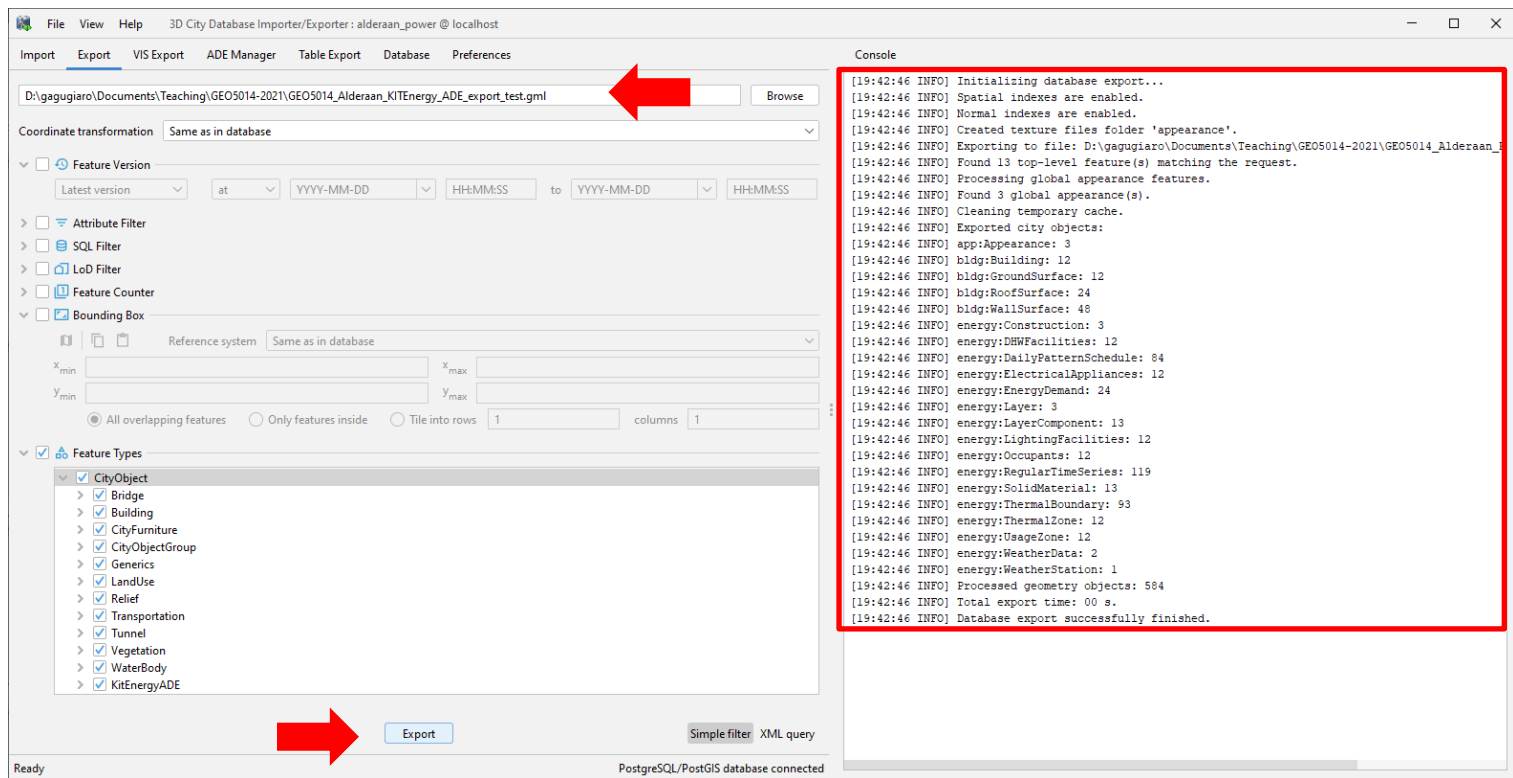 File View Help 3D City Database Importer/Exporter : alderaan_power @ localhost
Import Export VIS Export ADE Manager Table Export Database Preferences
D:\gagugiaro\Documents\Teaching\GEO5014-2021\GEO5014_Alderaan_KITEnergy_ADE_export_test.gml Browse
Coordinate transformation Same as in database
Feature Version
Latest version at YYYY-MM-DD HH:MM:SS to YYYY-MM-DD HH:MM:SS
Attribute Filter
SQL Filter
LoD Filter
Feature Counter
Bounding Box
Reference system Same as in database
xmin xmax
ymin ymax
All overlapping features Only features inside Tile into rows 1 columns 1
Feature Types
CityObject
Bridge
Building
CityFurniture
CityObjectGroup
Generics
LandUse
Relief
Transportation
Tunnel
Vegetation
WaterBody
KitEnergyADE
Export Simple filter XML query
Ready PostgreSQL/PostGIS database connected
Console
[19:42:46 INFO] Initializing database export...
[19:42:46 INFO] Spatial indexes are enabled.
[19:42:46 INFO] Normal indexes are enabled.
[19:42:46 INFO] Created texture files folder 'appearance'.
[19:42:46 INFO] Exporting to file: D:\gagugiaro\Documents\Teaching\GEO5014-2021\GEO5014_Alderaan_
[19:42:46 INFO] Found 13 top-level feature(s) matching the request.
[19:42:46 INFO] Processing global appearance features.
[19:42:46 INFO] Found 3 global appearance(s).
[19:42:46 INFO] Cleaning temporary cache.
[19:42:46 INFO] Exported city objects:
[19:42:46 INFO] app:Appearance: 3
[19:42:46 INFO] bldg:Building: 12
[19:42:46 INFO] bldg:GroundSurface: 12
[19:42:46 INFO] bldg:RoofSurface: 24
[19:42:46 INFO] bldg:WallSurface: 48
[19:42:46 INFO] energy:Construction: 3
[19:42:46 INFO] energy:DHWFacilities: 12
[19:42:46 INFO] energy:DailyPatternSchedule: 84
[19:42:46 INFO] energy:ElectricalAppliances: 12
[19:42:46 INFO] energy:EnergyDemand: 24
[19:42:46 INFO] energy:Layer: 3
[19:42:46 INFO] energy:LayerComponent: 13
[19:42:46 INFO] energy:LightingFacilities: 12
[19:42:46 INFO] energy:Occupants: 12
[19:42:46 INFO] energy:RegularTimeSeries: 119
[19:42:46 INFO] energy:SolidMaterial: 13
[19:42:46 INFO] energy:ThermalBoundary: 93
[19:42:46 INFO] energy:ThermalZone: 12
[19:42:46 INFO] energy:UsageZone: 12
[19:42:46 INFO] energy:WeatherData: 2
[19:42:46 INFO] energy:WeatherStation: 1
[19:42:46 INFO] Processed geometry objects: 584
[19:42:46 INFO] Total export time: 00 s.
[19:42:46 INFO] Database export successfully finished.